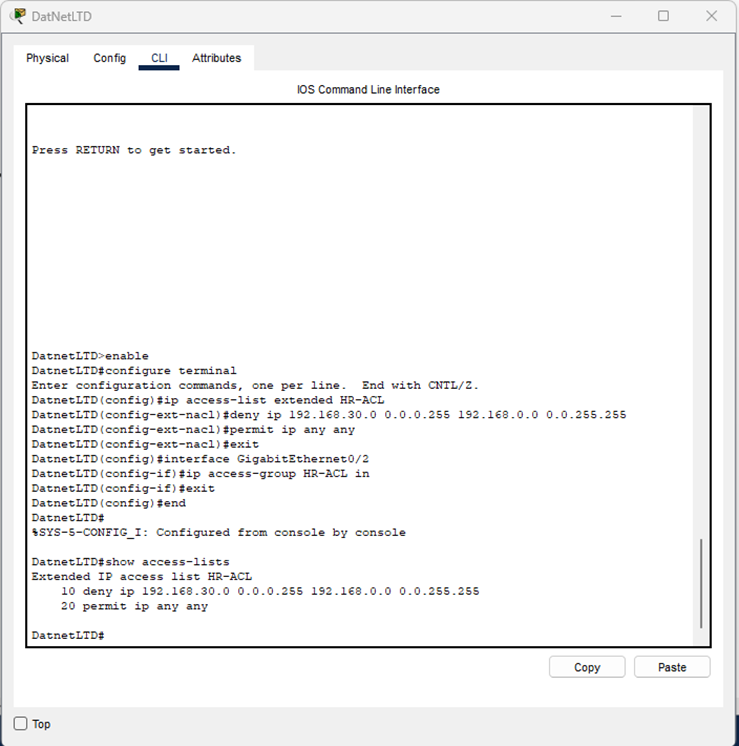 DatNetLTD
Physical Config CLI Attributes
IOS Command Line Interface
Press RETURN to get started.
DatnetLTD>enable
DatnetLTD#configure terminal
Enter configuration commands, one per line.  End with CNTL/Z.
DatnetLTD(config)#ip access-list extended HR-ACL
DatnetLTD(config-ext-nacl)#deny ip 192.168.30.0 0.0.0.255 192.168.0.0 0.0.255.255
DatnetLTD(config-ext-nacl)#permit ip any any
DatnetLTD(config-ext-nacl)#exit
DatnetLTD(config)#interface GigabitEthernet0/2
DatnetLTD(config-if)#ip access-group HR-ACL in
DatnetLTD(config-if)#exit
DatnetLTD(config)#end
DatnetLTD#
%SYS-5-CONFIG_I: Configured from console by console
DatnetLTD#show access-lists
Extended IP access list HR-ACL
    10 deny ip 192.168.30.0 0.0.0.255 192.168.0.0 0.0.255.255
    20 permit ip any any
DatnetLTD#
Copy Paste
Top